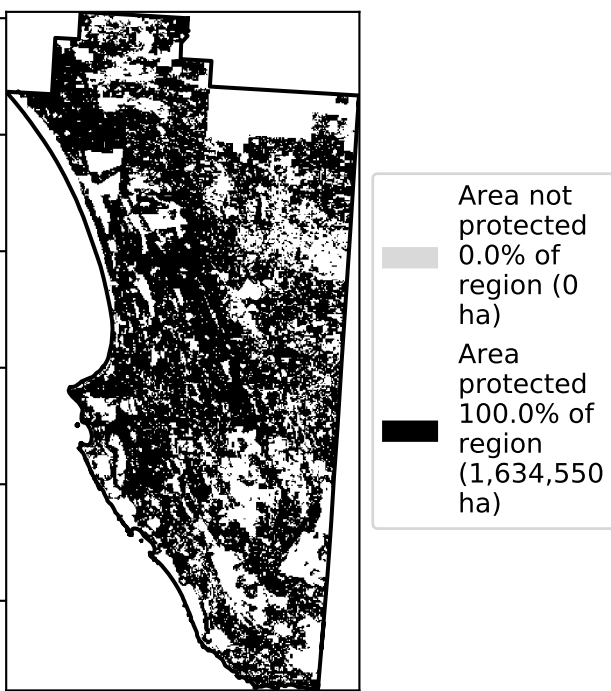 Area not
protected
0.0% of
region (0
ha)
Area
protected
100.0% of
region
(1,634,550
ha)